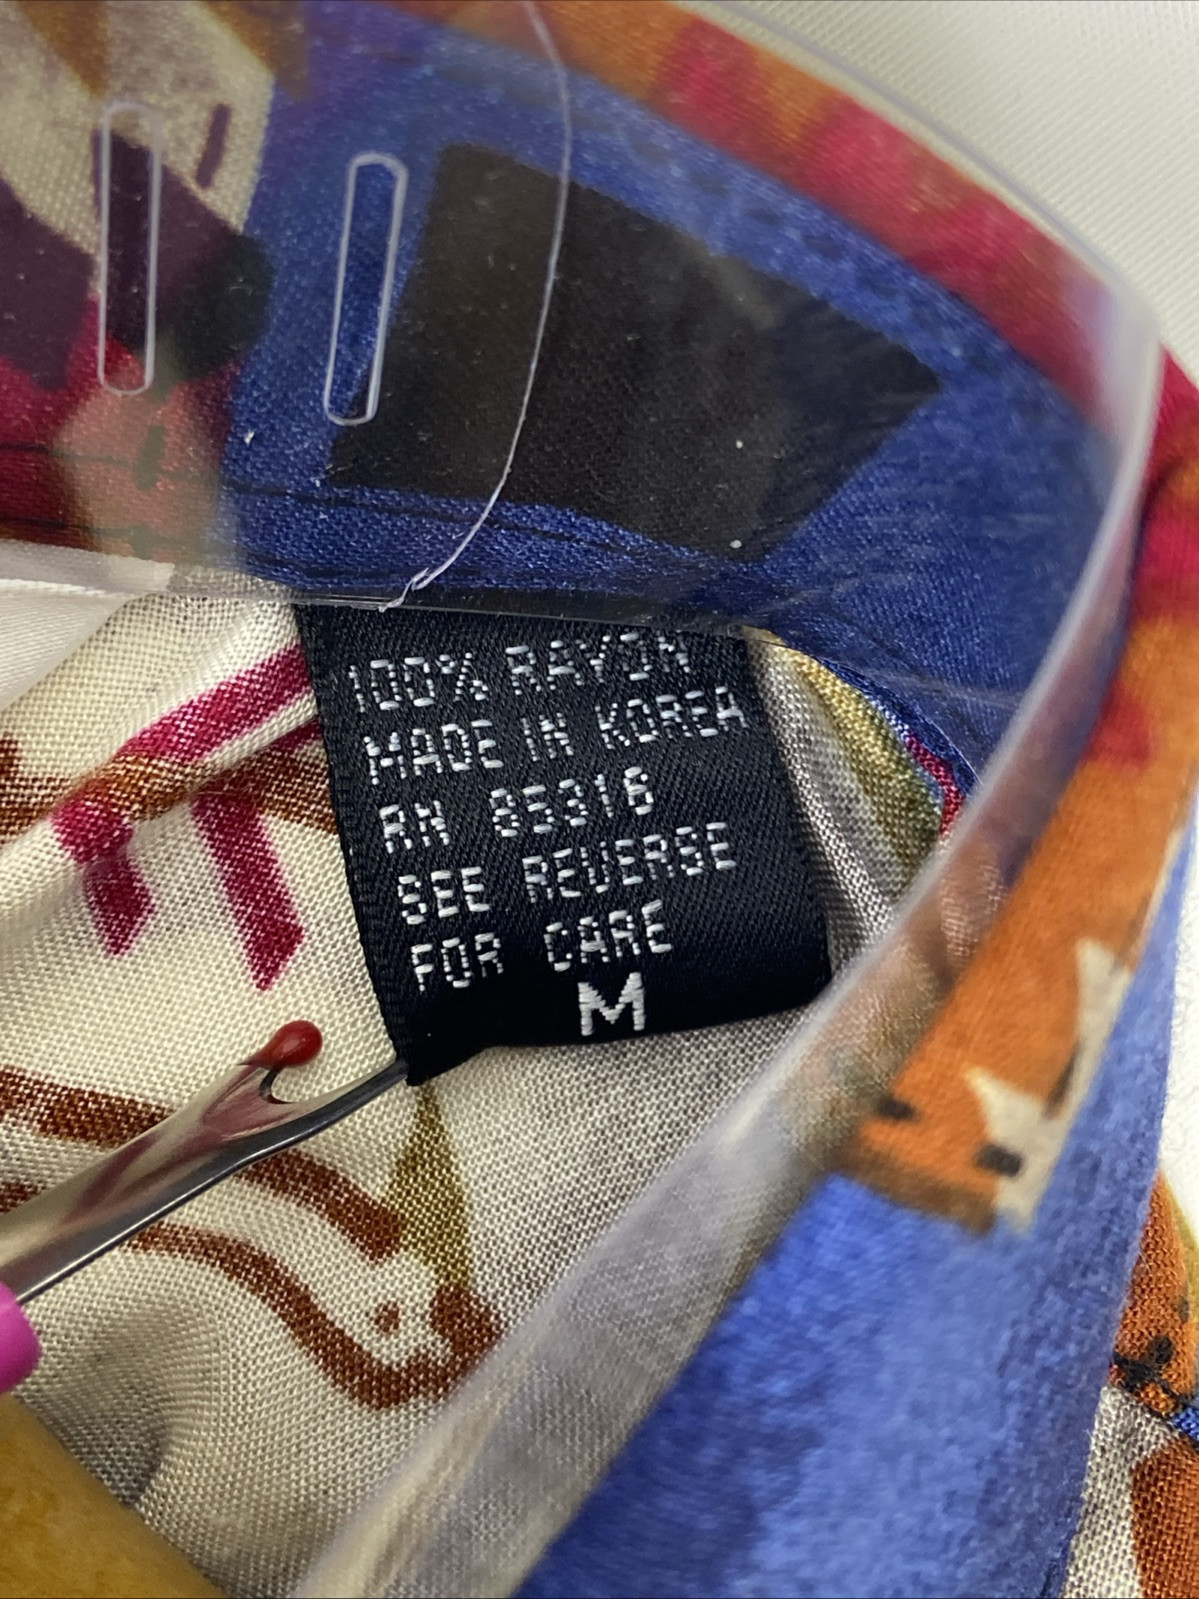 100% RAYON
MADE IN KOREA
RN 85316
SEE REVERSE
FOR CARE
M